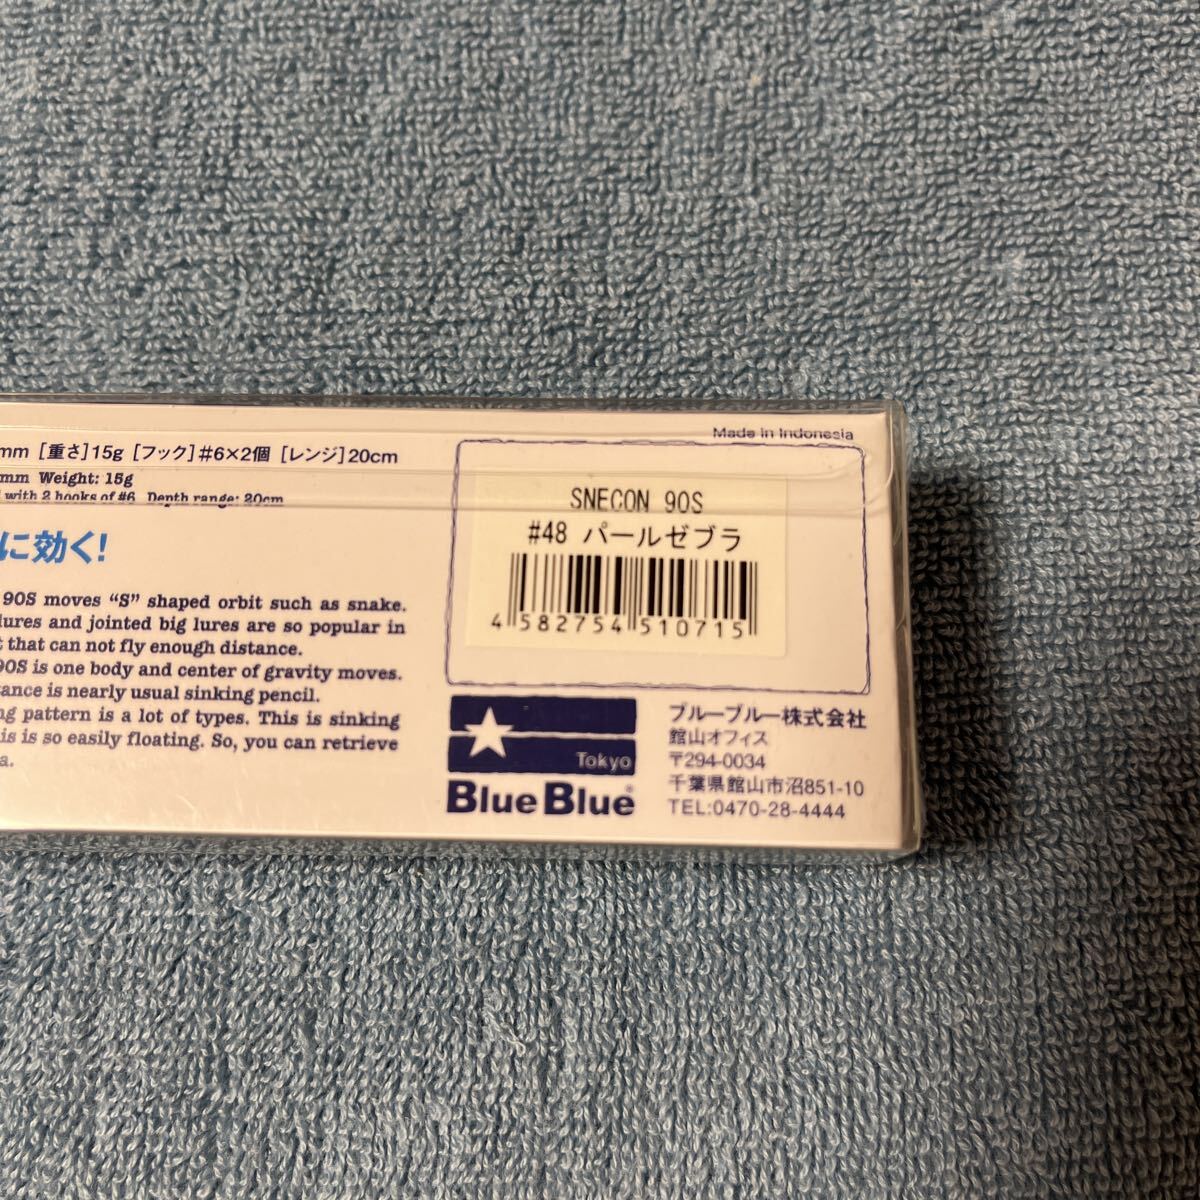 Made in Indonesia
mm [重さ]15g [フック]#6×2個 [レンジ]20cm
mm Weight: 15g
with 2 hooks of #6 Depth range: 20cm
に効く!
90S moves “S” shaped orbit such as snake.
lures and jointed big lures are so popular in
t that can not fly enough distance.
90S is one body and center of gravity moves.
tance is nearly usual sinking pencil.
ng pattern is a lot of types. This is sinking
is is so easily floating. So, you can retrieve
a.
SNECON 90S
#48 パールゼブラ
4 582754 510715
Tokyo
BlueBlue®
ブルーブルー株式会社
館山オフィス
〒294-0034
千葉県館山市沼851-10
TEL:0470-28-4444